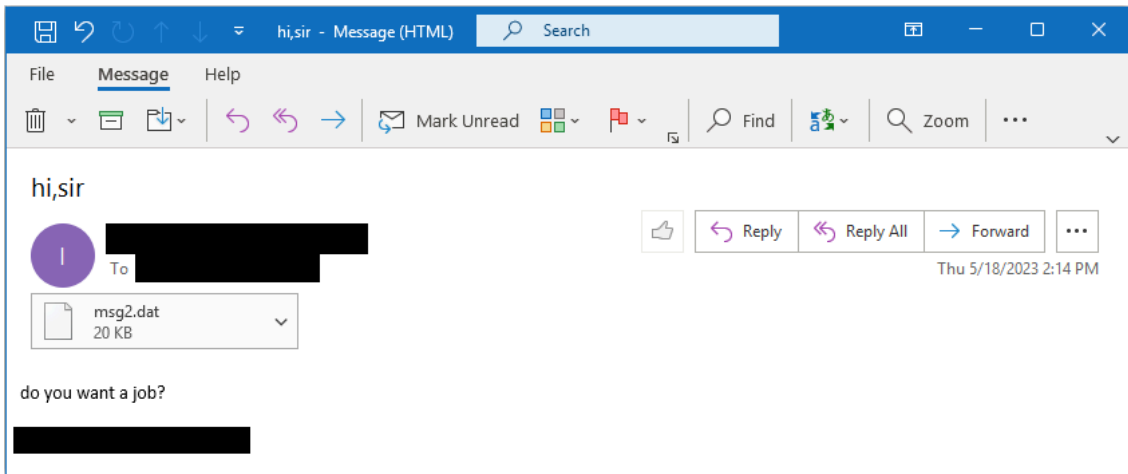 hi,sir - Message (HTML) Search
File Message Help
Mark Unread Find Zoom
hi,sir
Reply Reply All Forward
I
To
Thu 5/18/2023 2:14 PM
msg2.dat
20 KB
do you want a job?